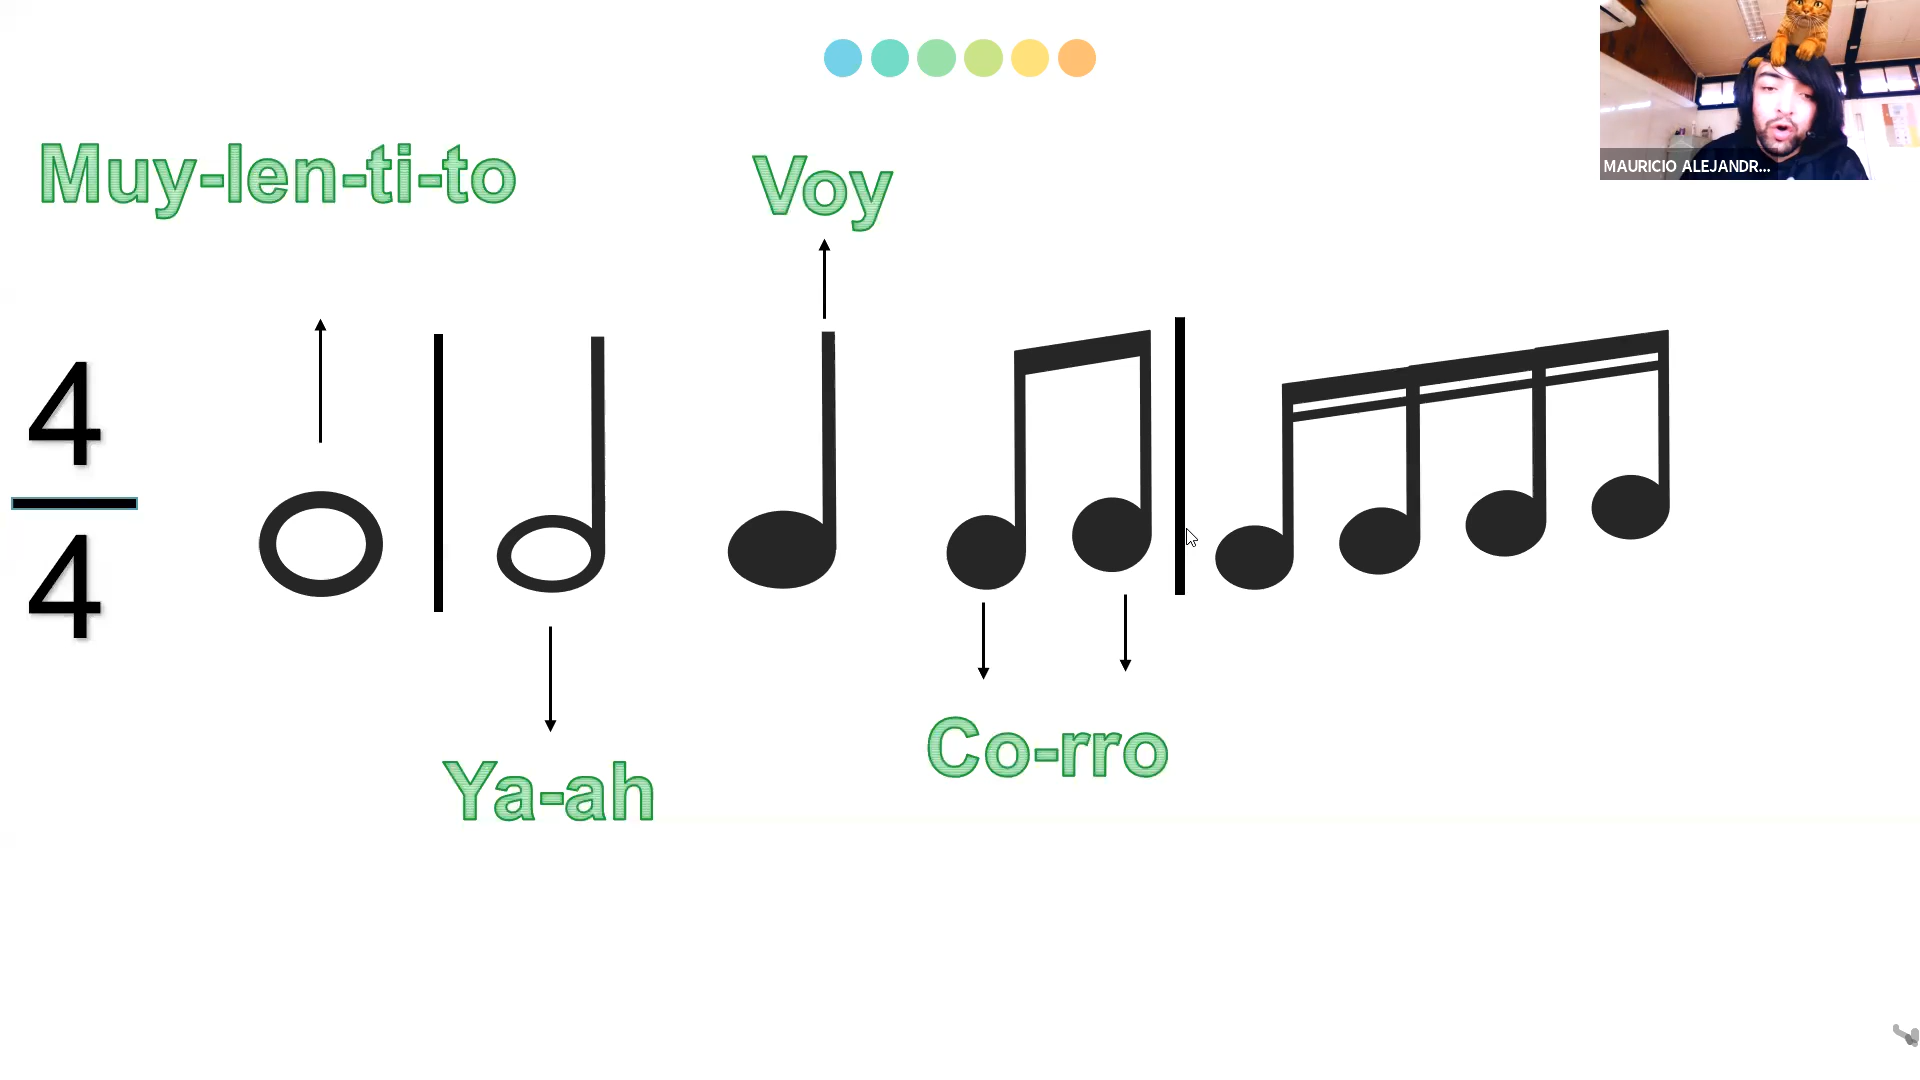 MAURICIO ALEJANDR...
Muy-len-ti-to
Voy
4
4
Ya-ah
Co-rro